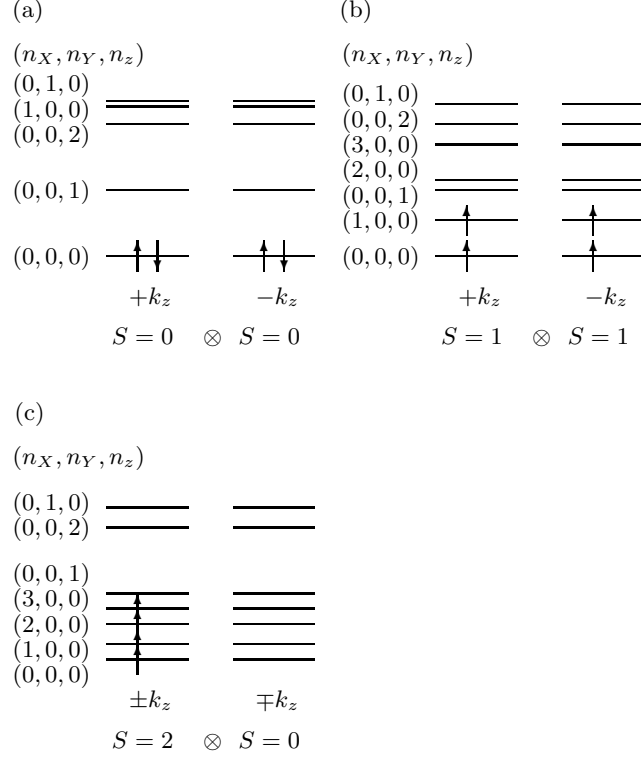 (a)
(n_X, n_Y, n_z)
(0, 1, 0)
(1, 0, 0)
(0, 0, 2)
(0, 0, 1)
(0, 0, 0)
+k_z −k_z
S = 0 ⊗ S = 0
(b)
(n_X, n_Y, n_z)
(0, 1, 0)
(0, 0, 2)
(3, 0, 0)
(2, 0, 0)
(0, 0, 1)
(1, 0, 0)
(0, 0, 0)
+k_z −k_z
S = 1 ⊗ S = 1
(c)
(n_X, n_Y, n_z)
(0, 1, 0)
(0, 0, 2)
(0, 0, 1)
(3, 0, 0)
(2, 0, 0)
(1, 0, 0)
(0, 0, 0)
±k_z ∓k_z
S = 2 ⊗ S = 0